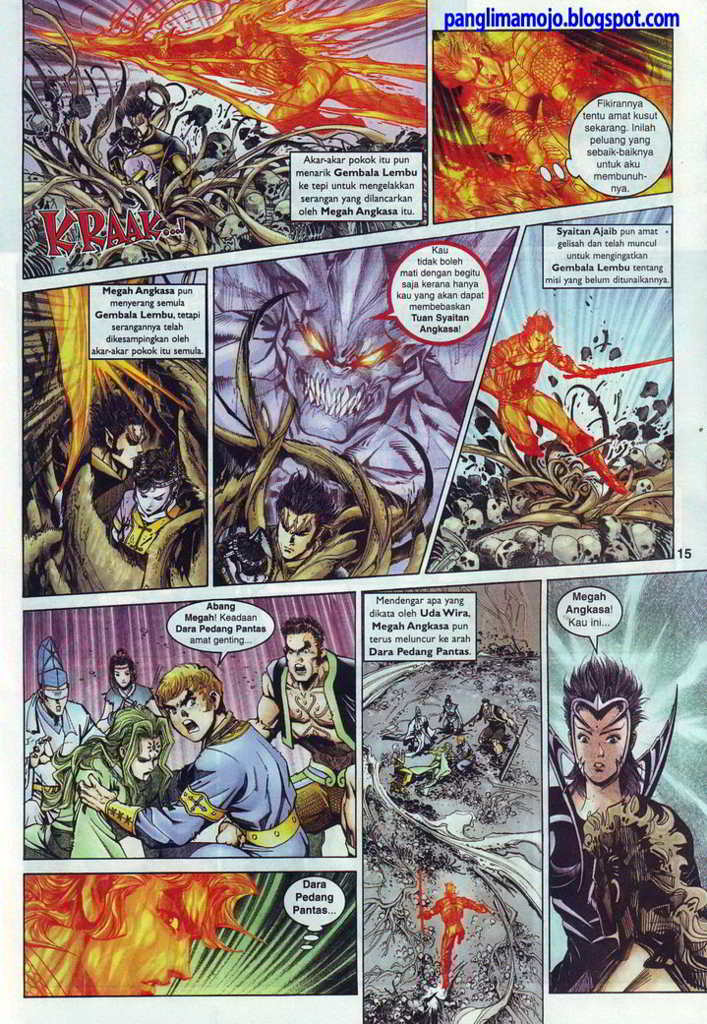 panglimamojo.blogspot.com
Akar-akar pokok itu pun
menarik Gembala Lembu
ke tepi untuk mengelakkan
serangan yang dilancarkan
oleh Megah Angkasa itu.
KRAAK...!
Fikirannya
tentu amat kusut
sekarang. Inilah
peluang yang
sebaik-baiknya
untuk aku
membunuh-
nya.
Megah Angkasa pun
menyerang semula
Gembala Lembu, tetapi
serangannya telah
dikesampingkan oleh
akar-akar pokok itu semula.
Kau
tidak boleh
mati dengan begitu
saja kerana hanya
kau yang akan dapat
membebaskan
Tuan Syaitan
Angkasa!
Syaitan Ajaib pun amat
gelisah dan telah muncul
untuk mengingatkan
Gembala Lembu tentang
misi yang belum ditunaikannya.
15
Abang
Megah! Keadaan
Dara Pedang Pantas
amat genting...
Mendengar apa yang
dikata oleh Uda Wira,
Megah Angkasa pun
terus meluncur ke arah
Dara Pedang Pantas.
Megah
Angkasa!
Kau ini...
Dara
Pedang
Pantas...